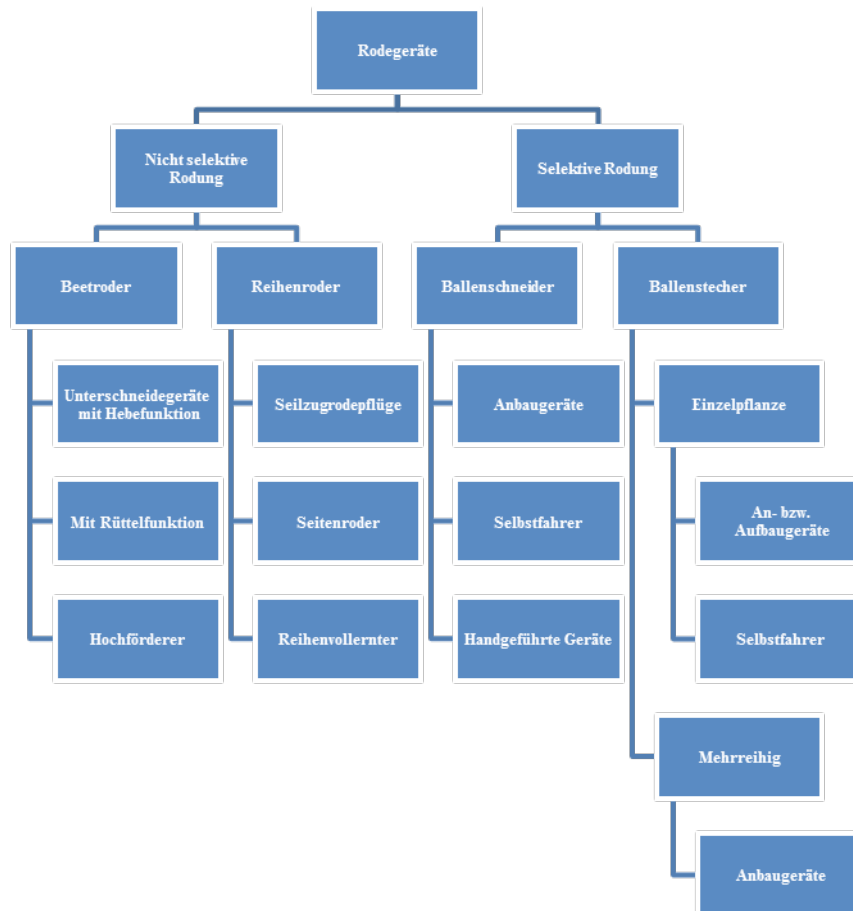 Rodegeräte
Nicht selektive
Rodung
Selektive Rodung
Beetroder
Reihenroder
Ballenschneider
Ballenstecher
Unterschneidegeräte
mit Hebefunktion
Seilzugrodepflüge
Anbaugeräte
Einzelpflanze
Mit Rüttelfunktion
Seitenroder
Selbstfahrer
An- bzw.
Aufbaugeräte
Hochförderer
Reihenvollernter
Handgeführte Geräte
Selbstfahrer
Mehrreihig
Anbaugeräte